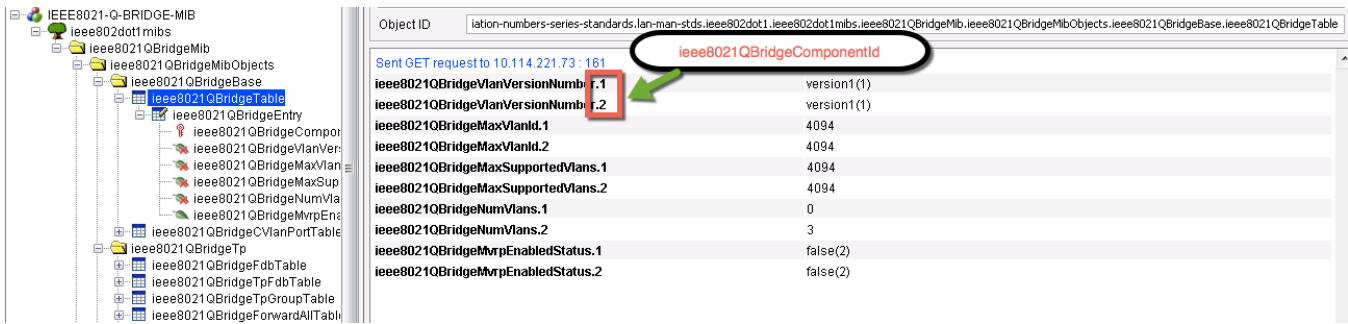 IEEE8021-Q-BRIDGE-MIB
ieee802dot1mibs
ieee8021QBridgeMib
ieee8021QBridgeMibObjects
ieee8021QBridgeBase
ieee8021QBridgeTable
ieee8021QBridgeEntry
ieee8021QBridgeCompor
ieee8021QBridgeVlanVer
ieee8021QBridgeMaxVlan
ieee8021QBridgeMaxSup
ieee8021QBridgeNumVla
ieee8021QBridgeMvrpEna
ieee8021QBridgeCVlanPortTable
ieee8021QBridgeTp
ieee8021QBridgeFdbTable
ieee8021QBridgeTpFdbTable
ieee8021QBridgeTpGroupTable
ieee8021QBridgeForwardAllTabl
Object ID iation-numbers-series-standards.lan-man-stds.ieee802dot1.ieee802dot1mibs.ieee8021QBridgeMib.ieee8021QBridgeMibObjects.ieee8021QBridgeBase.ieee8021QBridgeTable
ieee8021QBridgeComponentId
Sent GET request to 10.114.221.73 : 161
ieee8021QBridgeVlanVersionNumber.1 version1(1)
ieee8021QBridgeVlanVersionNumber.2 version1(1)
ieee8021QBridgeMaxVlanId.1 4094
ieee8021QBridgeMaxVlanId.2 4094
ieee8021QBridgeMaxSupportedVlans.1 4094
ieee8021QBridgeMaxSupportedVlans.2 4094
ieee8021QBridgeNumVlans.1 0
ieee8021QBridgeNumVlans.2 3
ieee8021QBridgeMvrpEnabledStatus.1 false(2)
ieee8021QBridgeMvrpEnabledStatus.2 false(2)